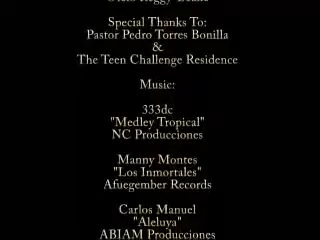 Special Thanks To:
Pastor Pedro Torres Bonilla
&
The Teen Challenge Residence
Music:
333dc
"Medley Tropical"
NC Producciones
Manny Montes
"Los Inmortales"
Afuegember Records
Carlos Manuel
"Aleluya"
ABIAM Producciones